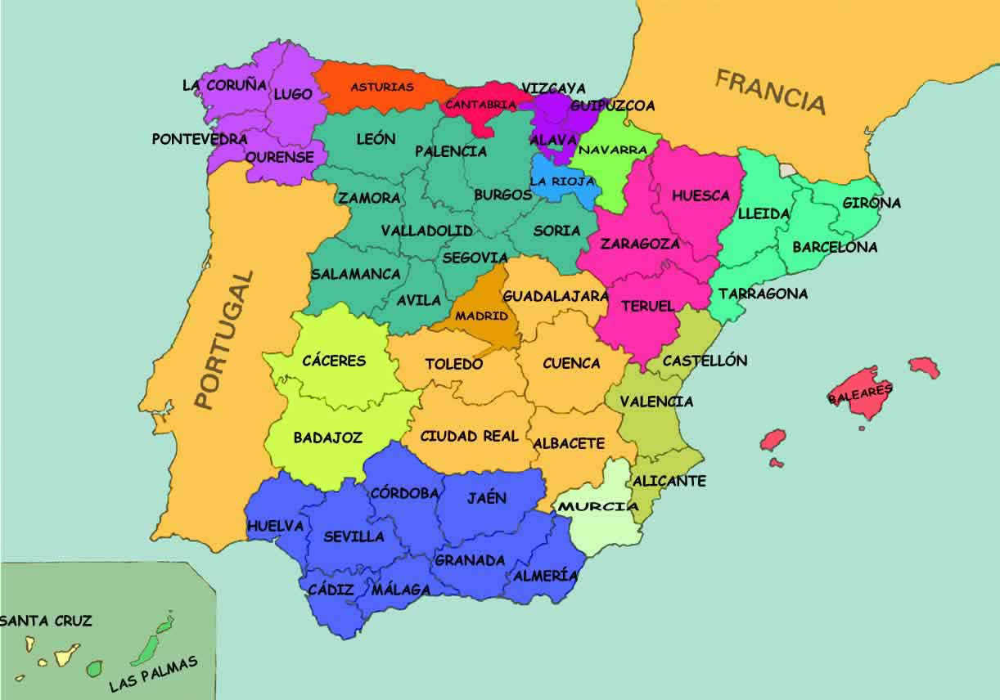 FRANCIA
LA CORUÑA
LUGO
ASTURIAS
CANTABRIA
VIZCAYA
GUIPUZCOA
PONTEVEDRA
OURENSE
LEÓN
PALENCIA
ALAVA
NAVARRA
LA RIOJA
BURGOS
ZAMORA
HUESCA
LLEIDA
GIRONA
VALLADOLID
SORIA
ZARAGOZA
BARCELONA
SEGOVIA
SALAMANCA
AVILA
MADRID
GUADALAJARA
TERUEL
TARRAGONA
PORTUGAL
CÁCERES
TOLEDO
CUENCA
CASTELLÓN
VALENCIA
BALEARES
BADAJOZ
CIUDAD REAL
ALBACETE
ALICANTE
CÓRDOBA
JAÉN
MURCIA
HUELVA
SEVILLA
GRANADA
ALMERÍA
CÁDIZ
MÁLAGA
SANTA CRUZ
LAS PALMAS